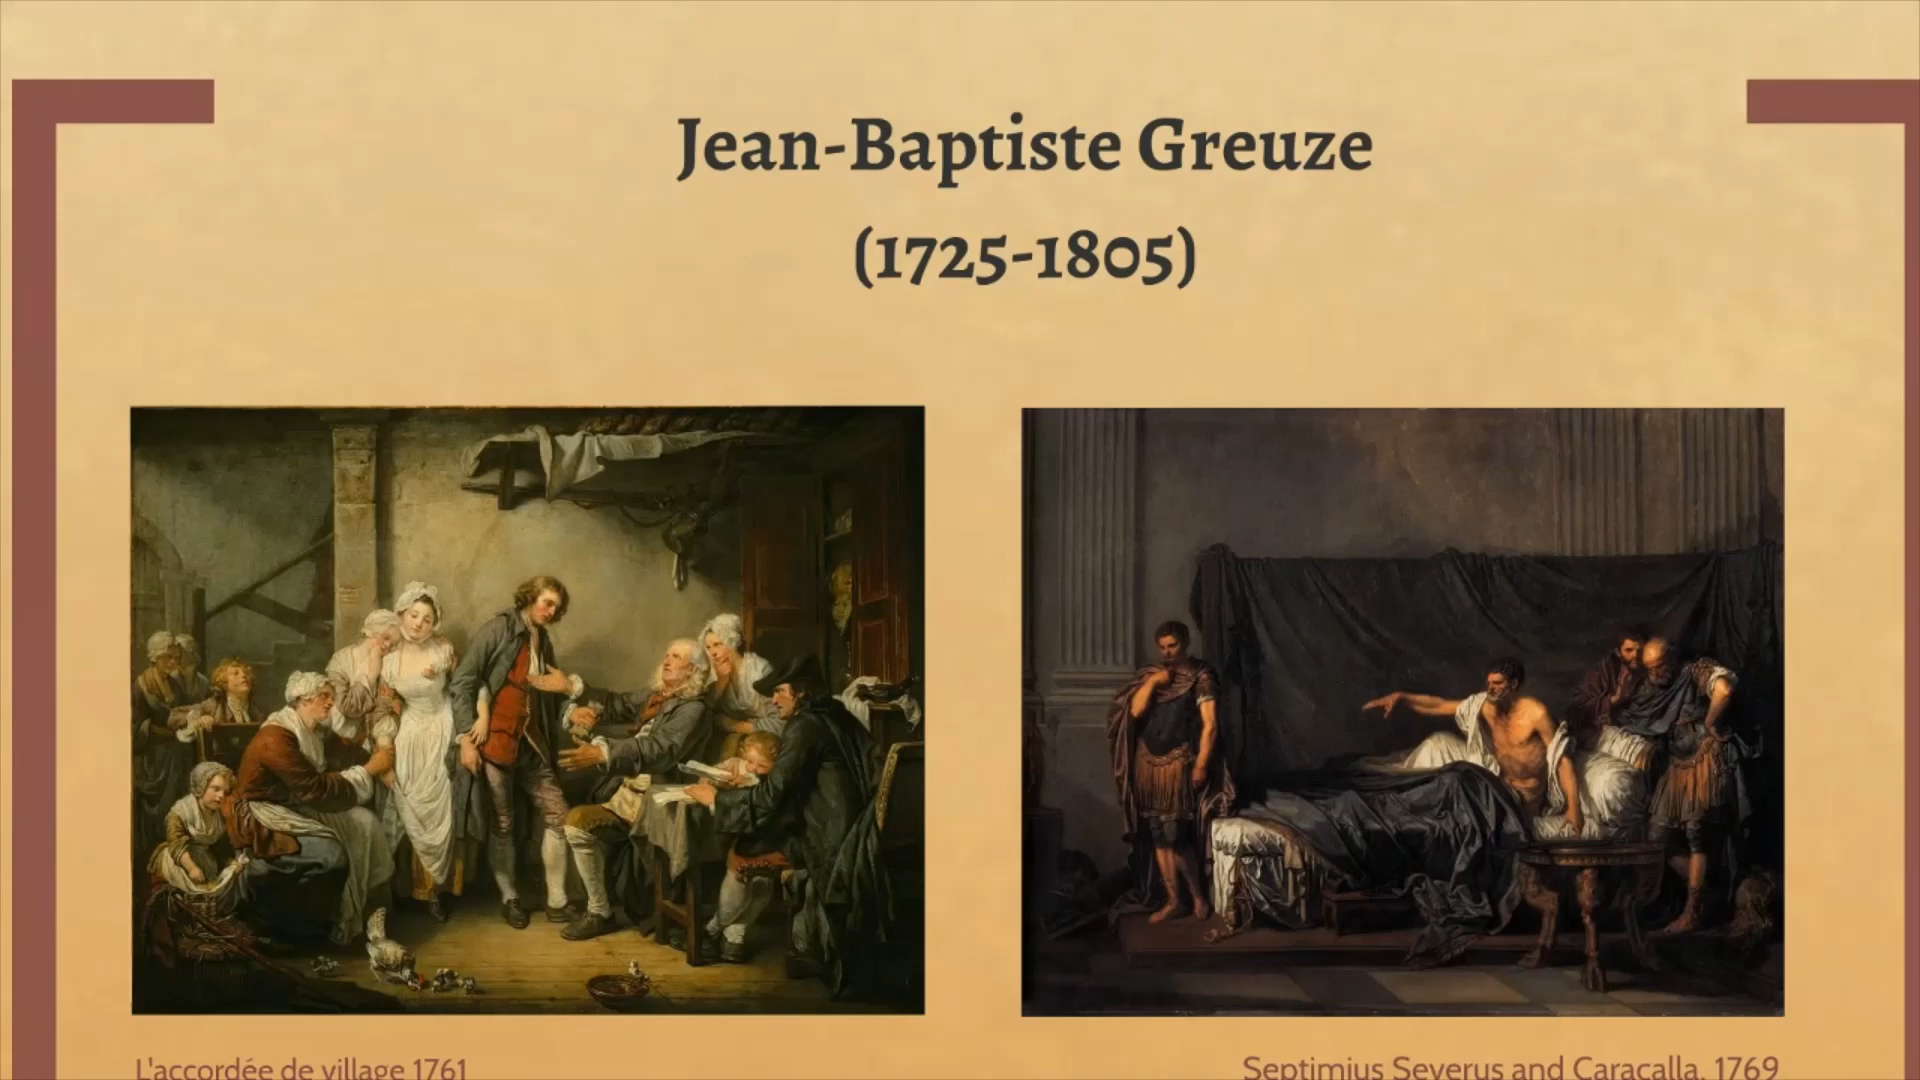 Jean-Baptiste Greuze
(1725-1805)
L'accordée de village 1761
Septimius Severus and Caracalla, 1769